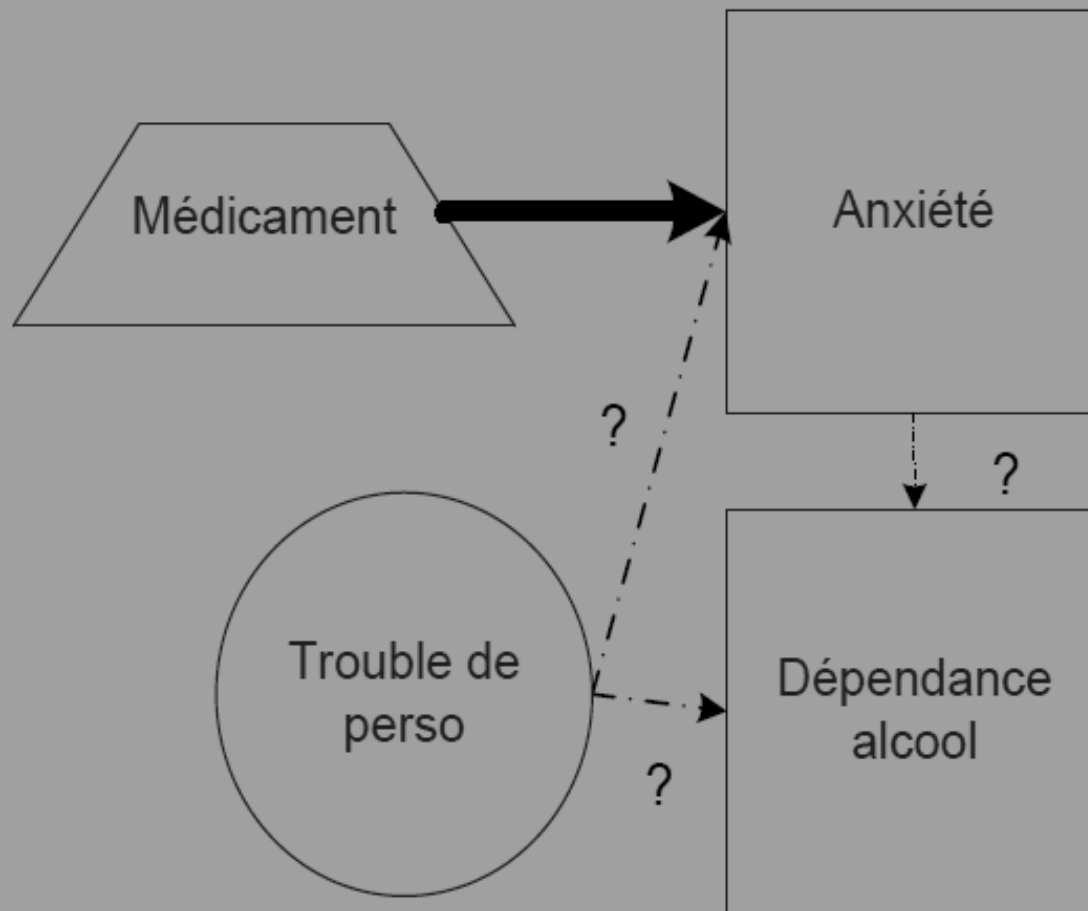 Médicament
Anxiété
?
?
Trouble de
perso
Dépendance
alcool
?